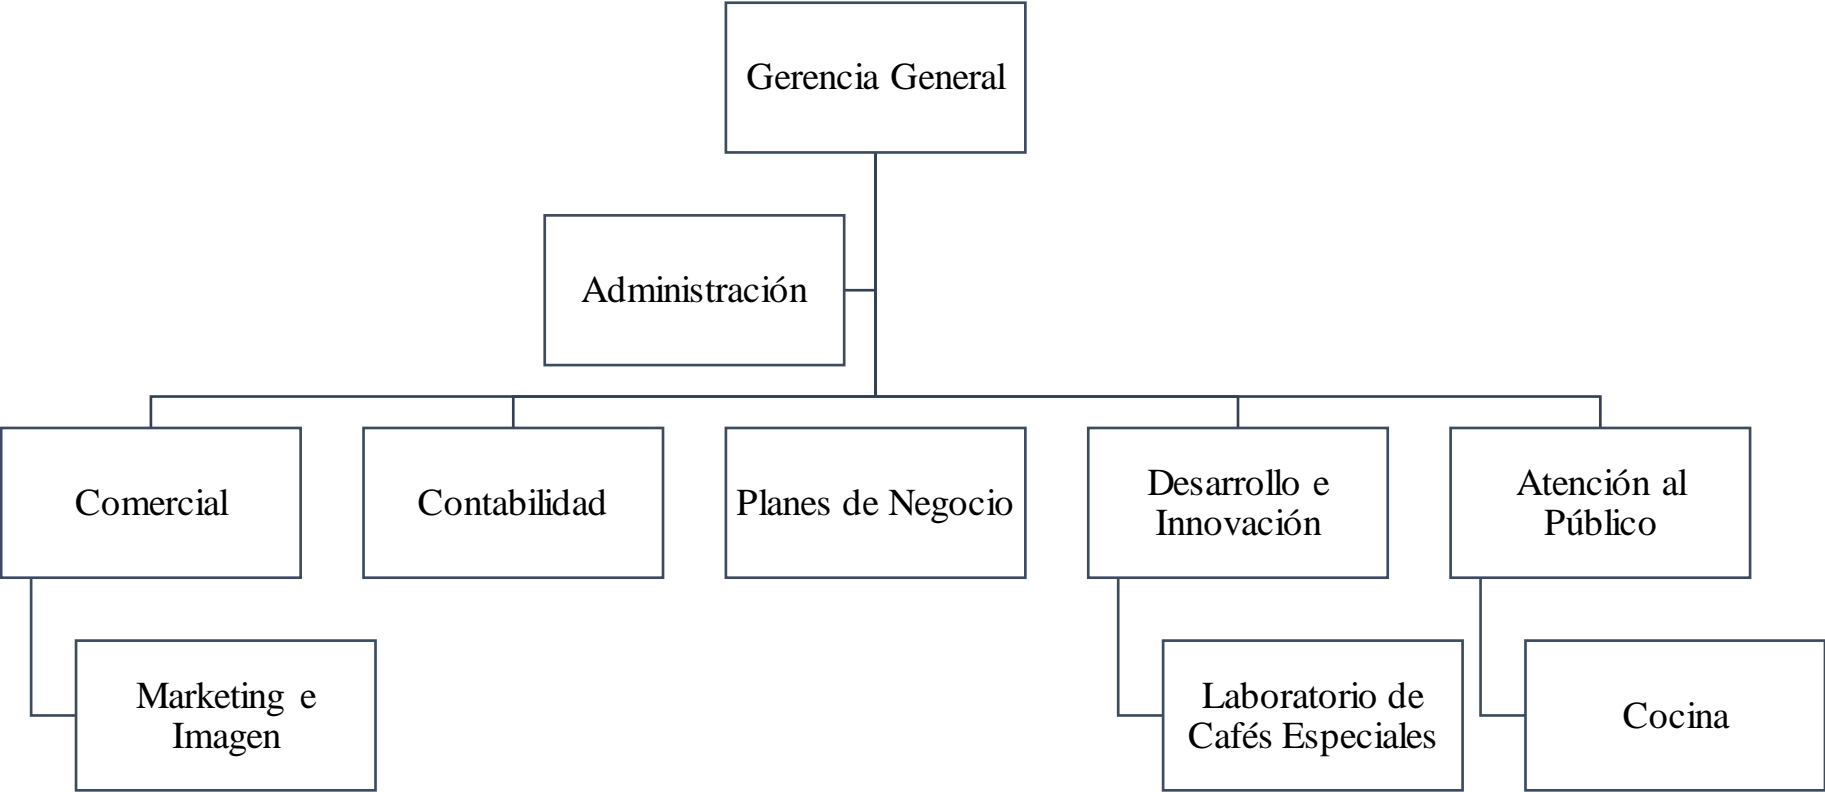 Gerencia General
Administración
Comercial
Contabilidad
Planes de Negocio
Desarrollo e
Innovación
Atención al
Público
Marketing e
Imagen
Laboratorio de
Cafés Especiales
Cocina